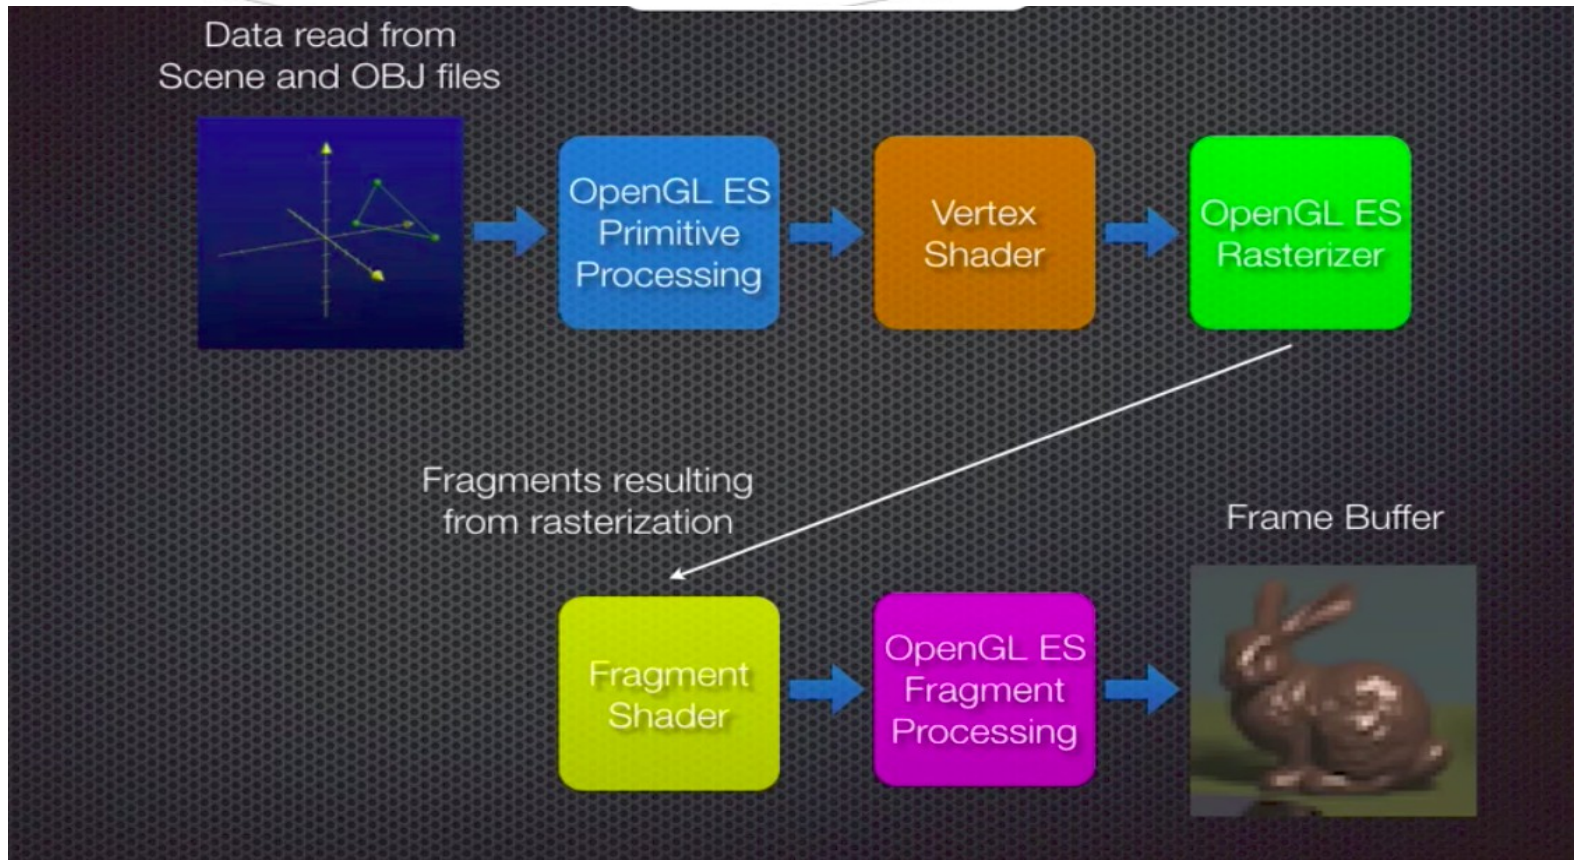 Data read from
Scene and OBJ files
OpenGL ES
Primitive
Processing
Vertex
Shader
OpenGL ES
Rasterizer
Fragments resulting
from rasterization
Frame Buffer
Fragment
Shader
OpenGL ES
Fragment
Processing